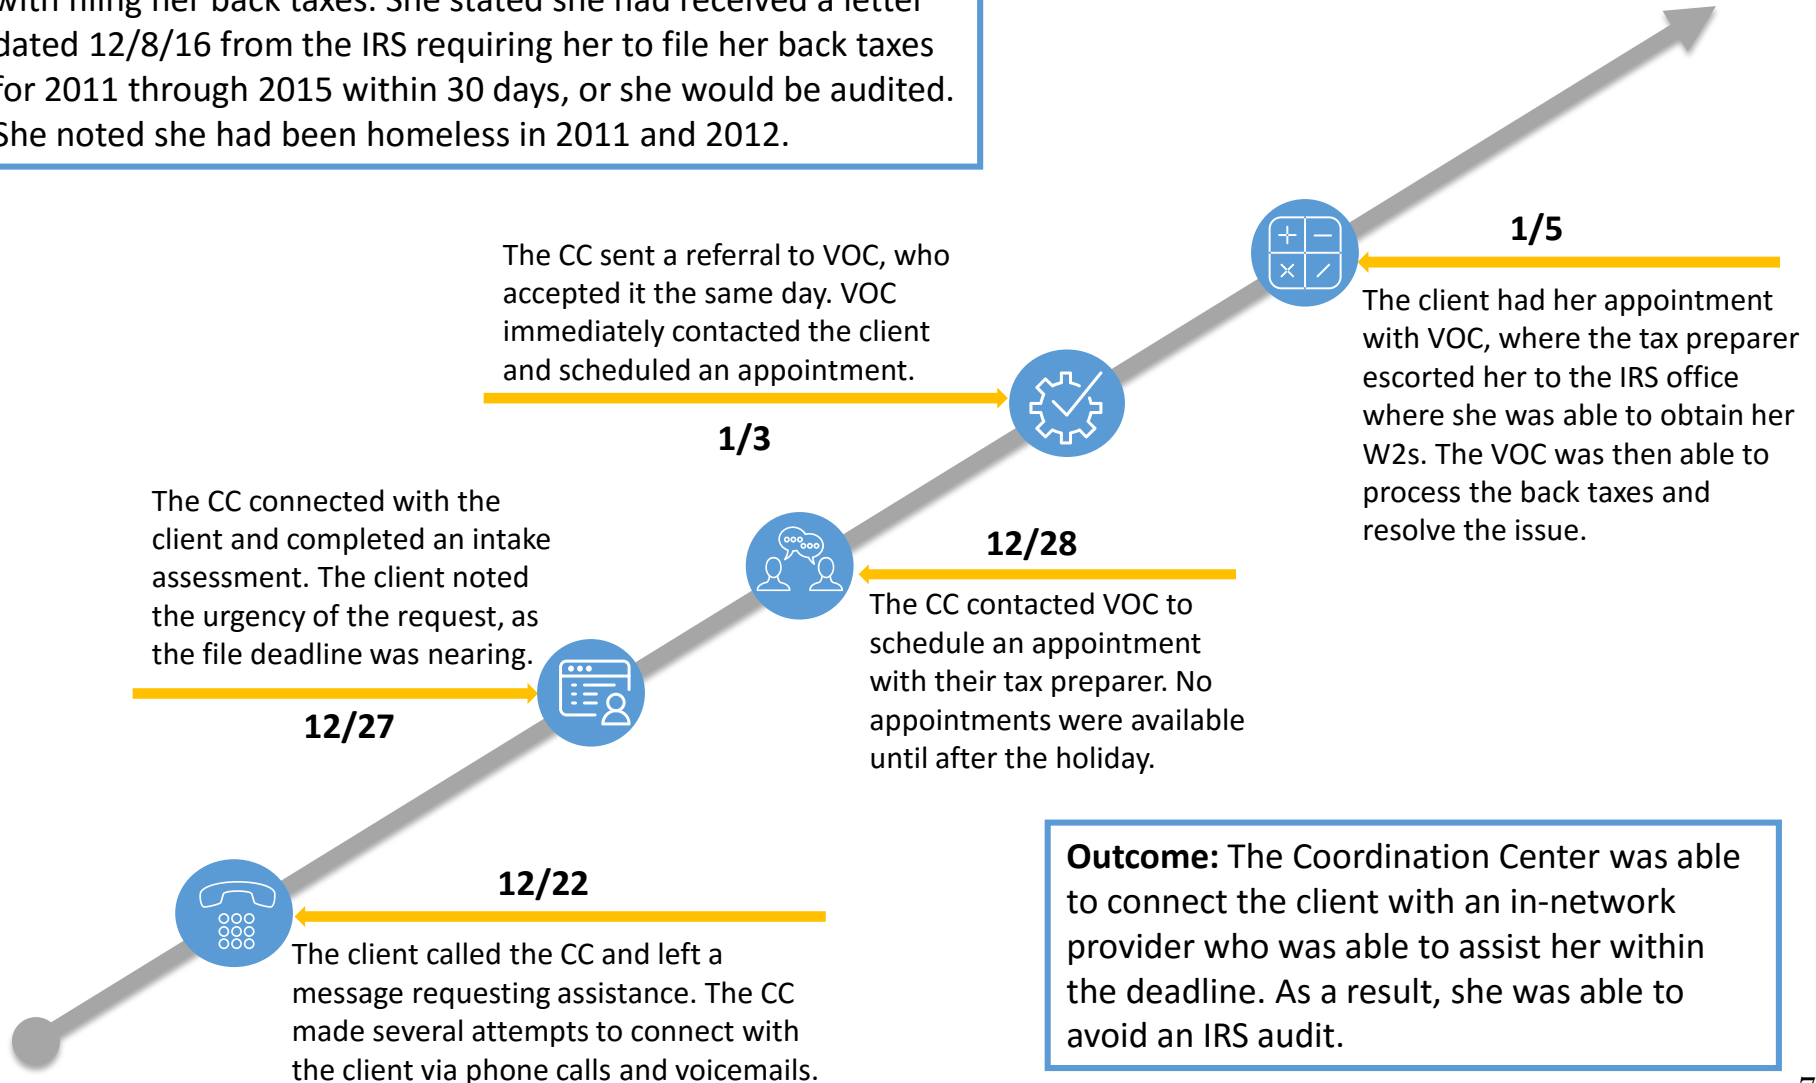 with filing her back taxes. She stated she had received a letter
dated 12/8/16 from the IRS requiring her to file her back taxes
for 2011 through 2015 within 30 days, or she would be audited.
She noted she had been homeless in 2011 and 2012.
1/5
The client had her appointment
with VOC, where the tax preparer
escorted her to the IRS office
where she was able to obtain her
W2s. The VOC was then able to
process the back taxes and
resolve the issue.
The CC sent a referral to VOC, who
accepted it the same day. VOC
immediately contacted the client
and scheduled an appointment.
1/3
12/28
The CC contacted VOC to
schedule an appointment
with their tax preparer. No
appointments were available
until after the holiday.
The CC connected with the
client and completed an intake
assessment. The client noted
the urgency of the request, as
the file deadline was nearing.
12/27
12/22
The client called the CC and left a
message requesting assistance. The CC
made several attempts to connect with
the client via phone calls and voicemails.
Outcome: The Coordination Center was able
to connect the client with an in-network
provider who was able to assist her within
the deadline. As a result, she was able to
avoid an IRS audit.